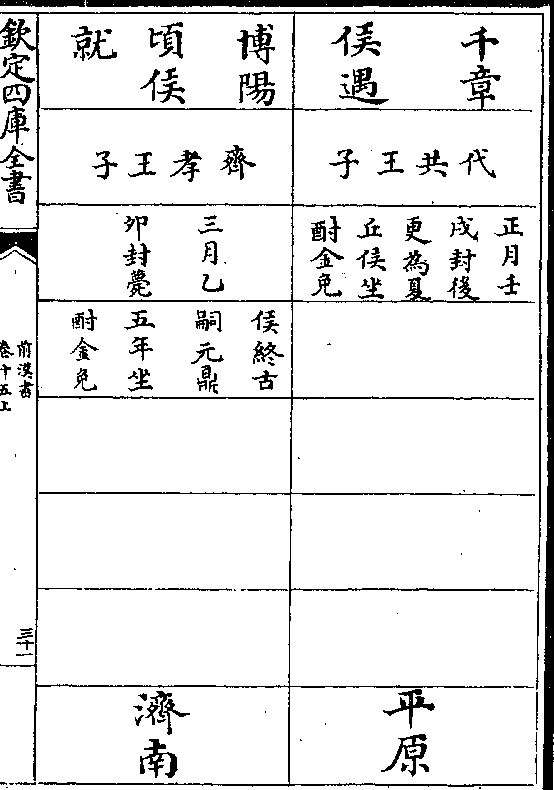 千章
侯遇
代共王子
正月壬
戌封後
更為夏
丘侯坐
酎金免
平原
博陽
頃侯
就
齊孝王子
三月乙
卯封薨
侯終古
嗣元鼎
五年坐
酎金免
濟南
欽定四庫全書
前漢書
卷十五上
三十一